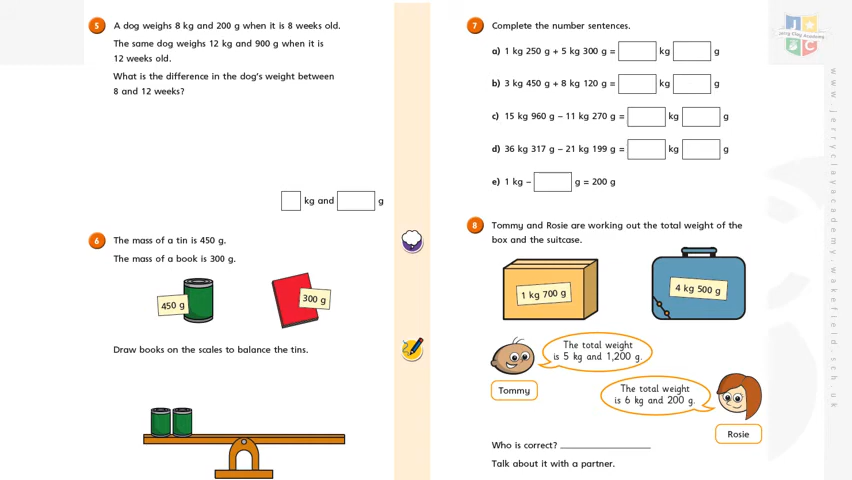 5 A dog weighs 8 kg and 200 g when it is 8 weeks old.
The same dog weighs 12 kg and 900 g when it is
12 weeks old.
What is the difference in the dog's weight between
8 and 12 weeks?
kg and g
6 The mass of a tin is 450 g.
The mass of a book is 300 g.
450 g
300 g
Draw books on the scales to balance the tins.
7 Complete the number sentences.
a) 1 kg 250 g + 5 kg 300 g = kg g
b) 3 kg 450 g + 8 kg 120 g = kg g
c) 15 kg 960 g – 11 kg 270 g = kg g
d) 36 kg 317 g – 21 kg 199 g = kg g
e) 1 kg – g = 200 g
8 Tommy and Rosie are working out the total weight of the
box and the suitcase.
1 kg 700 g
4 kg 500 g
The total weight
is 5 kg and 1,200 g.
Tommy
The total weight
is 6 kg and 200 g.
Rosie
Who is correct?
Talk about it with a partner.
J
Jerry Clay Academy
J C
www.jerryclayacademy.wakefield.sch.uk